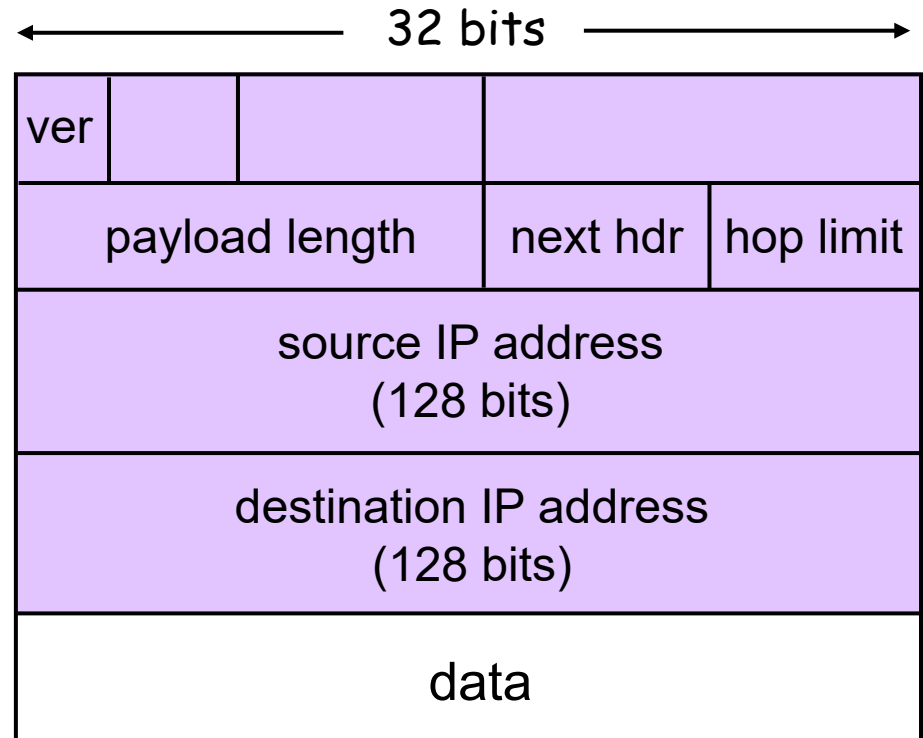 32 bits
ver
payload length next hdr hop limit
source IP address
(128 bits)
destination IP address
(128 bits)
data